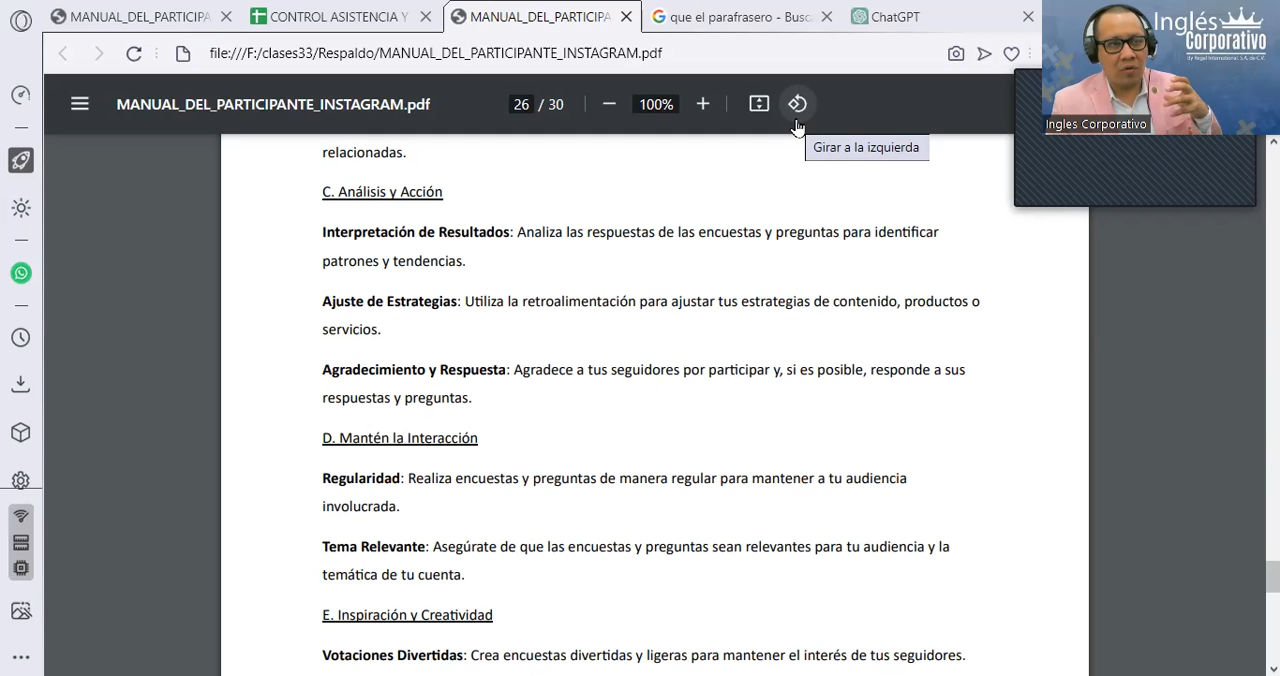 MANUAL_DEL_PARTICIPA
CONTROL ASISTENCIA Y
MANUAL_DEL_PARTICIPA
que el parafrasero - Busc
ChatGPT
file:///F:/clases33/Respaldo/MANUAL_DEL_PARTICIPANTE_INSTAGRAM.pdf
Inglés
Corporativo
By Regal International, S.A. de C.V.
Ingles Corporativo
MANUAL_DEL_PARTICIPANTE_INSTAGRAM.pdf
26 / 30
100%
Girar a la izquierda
relacionadas.
C. Análisis y Acción
Interpretación de Resultados: Analiza las respuestas de las encuestas y preguntas para identificar
patrones y tendencias.
Ajuste de Estrategias: Utiliza la retroalimentación para ajustar tus estrategias de contenido, productos o
servicios.
Agradecimiento y Respuesta: Agradece a tus seguidores por participar y, si es posible, responde a sus
respuestas y preguntas.
D. Mantén la Interacción
Regularidad: Realiza encuestas y preguntas de manera regular para mantener a tu audiencia
involucrada.
Tema Relevante: Asegúrate de que las encuestas y preguntas sean relevantes para tu audiencia y la
temática de tu cuenta.
E. Inspiración y Creatividad
Votaciones Divertidas: Crea encuestas divertidas y ligeras para mantener el interés de tus seguidores.